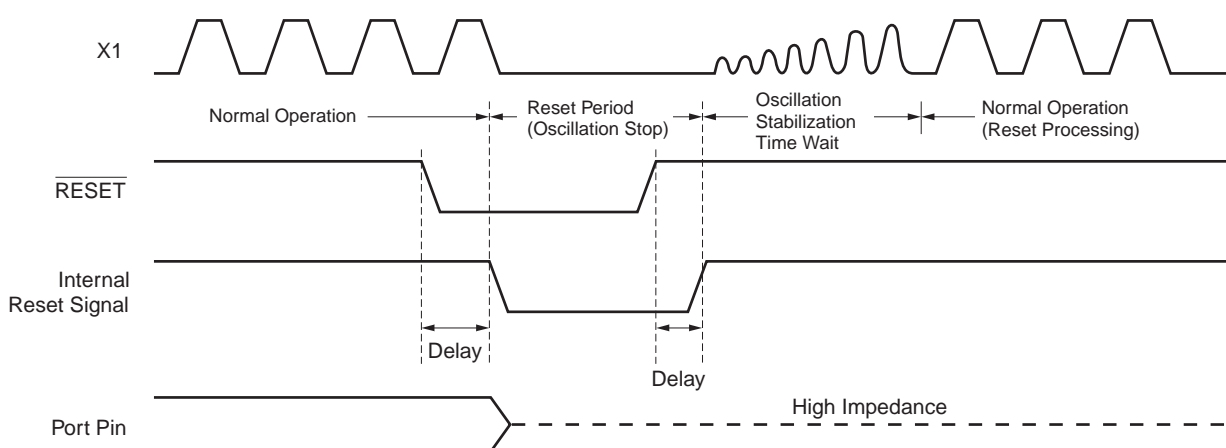 X1
Normal Operation
Reset Period
(Oscillation Stop)
Oscillation
Stabilization
Time Wait
Normal Operation
(Reset Processing)
RESET
Internal
Reset Signal
Delay
Delay
Port Pin
High Impedance